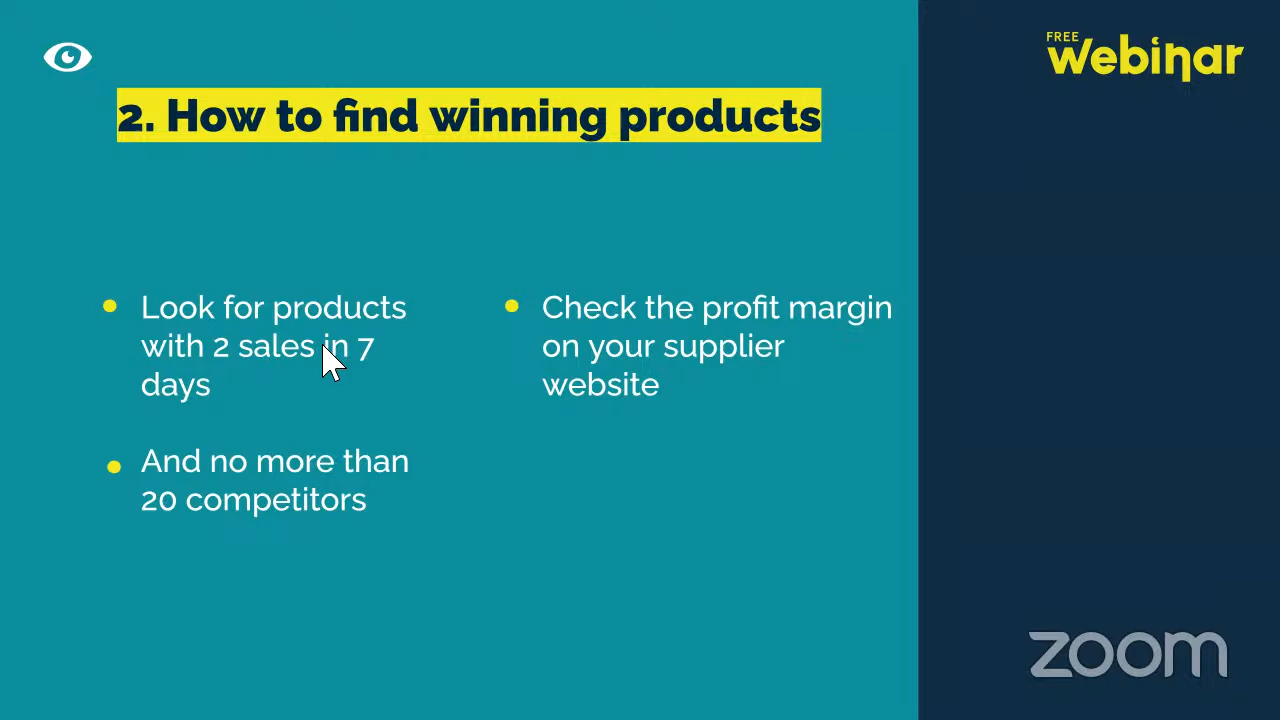 FREE
Webinar
2. How to find winning products
Look for products
with 2 sales in 7
days
And no more than
20 competitors
Check the profit margin
on your supplier
website
zoom